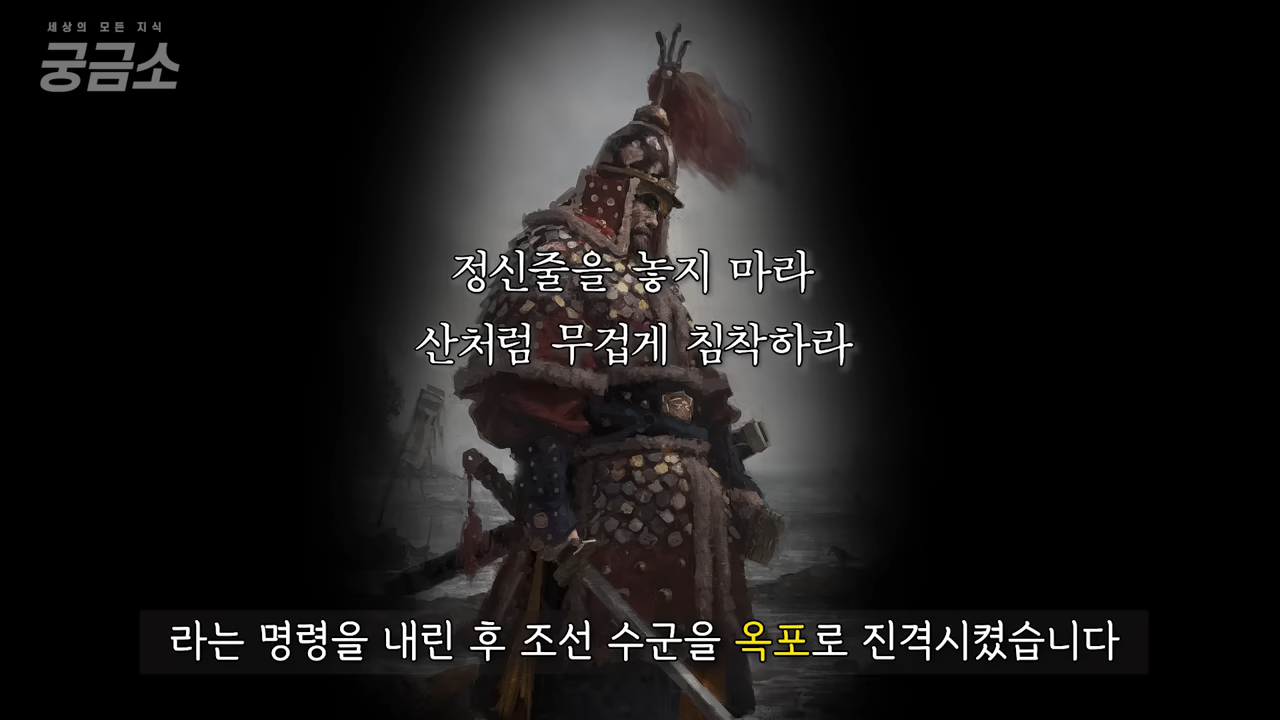 세상의 모든 지식
궁금소
정신줄을 놓지 마라
산처럼 무겁게 침착하라
라는 명령을 내린 후 조선 수군을 옥포로 진격시켰습니다